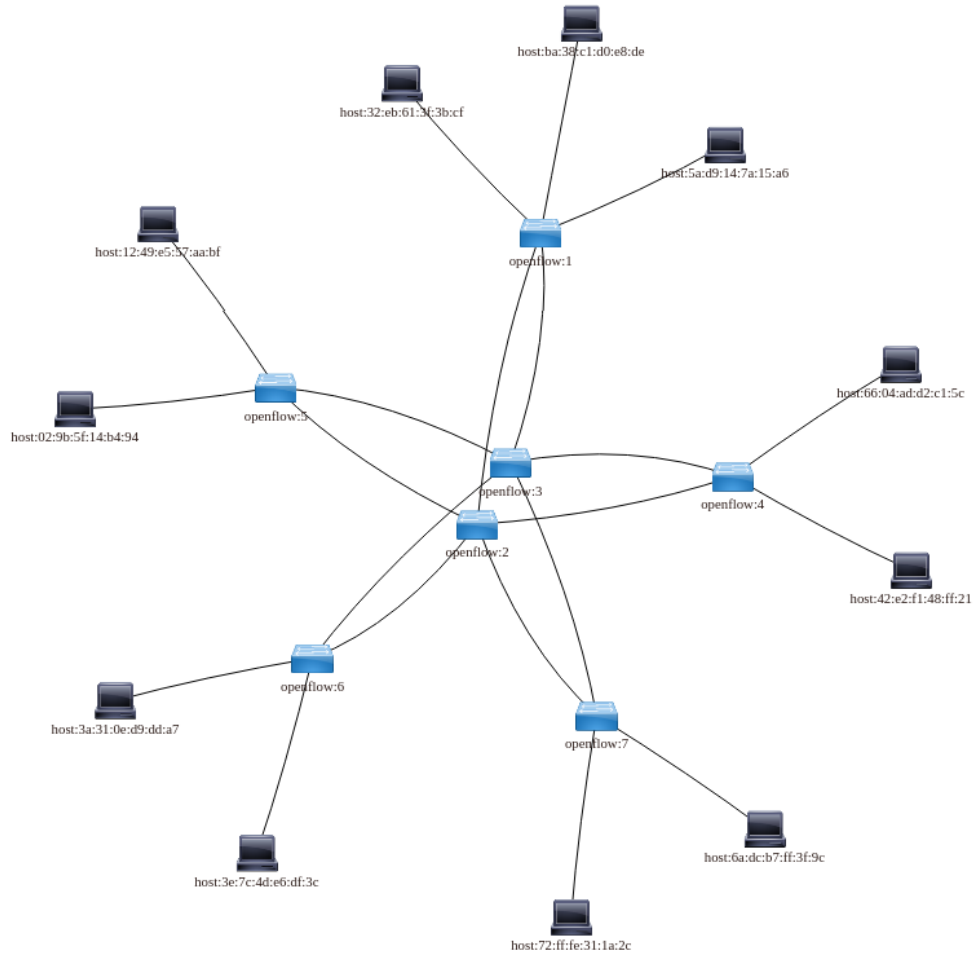 host:ba:38:c1:d0:e8:de
host:32:eb:61:3f:3b:cf
host:5a:d9:14:7a:15:a6
host:12:49:e5:57:aa:bf
openflow:1
host:66:04:ad:d2:c1:5c
openflow:5
host:02:9b:5f:14:b4:94
openflow:3
openflow:4
openflow:2
host:42:e2:f1:48:ff:21
openflow:6
host:3a:31:0e:d9:dd:a7
openflow:7
host:6a:dc:b7:ff:3f:9c
host:3e:7c:4d:e6:df:3c
host:72:ff:fe:31:1a:2c